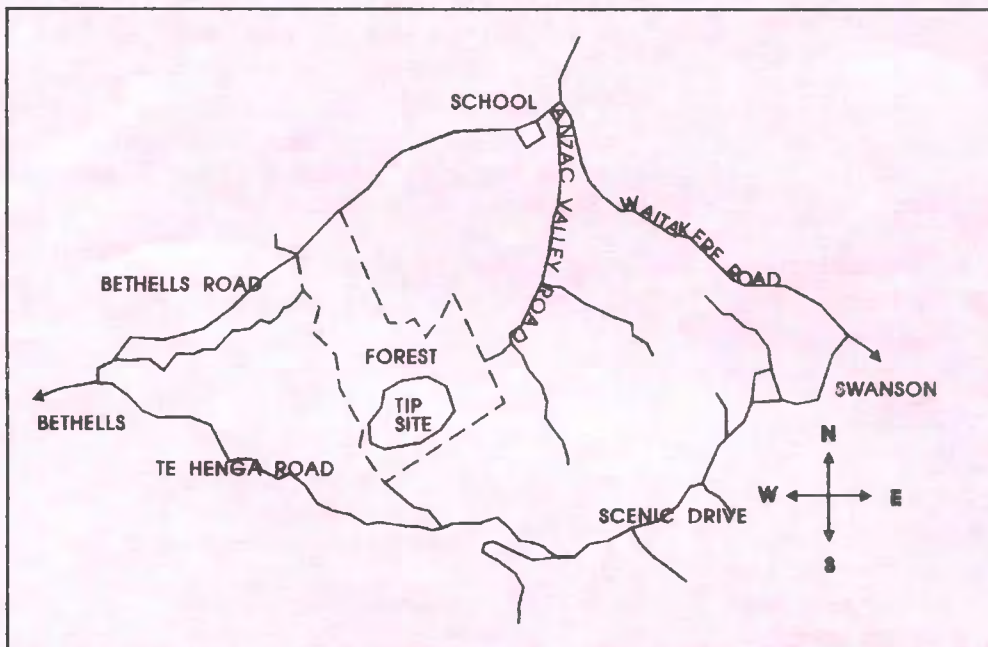 SCHOOL
ANZAC VALLEY ROAD
WAITAKERE ROAD
BETHELLS ROAD
FOREST
TIP
SITE
SWANSON
BETHELLS
TE HENGA ROAD
SCENIC DRIVE
N
W
E
S